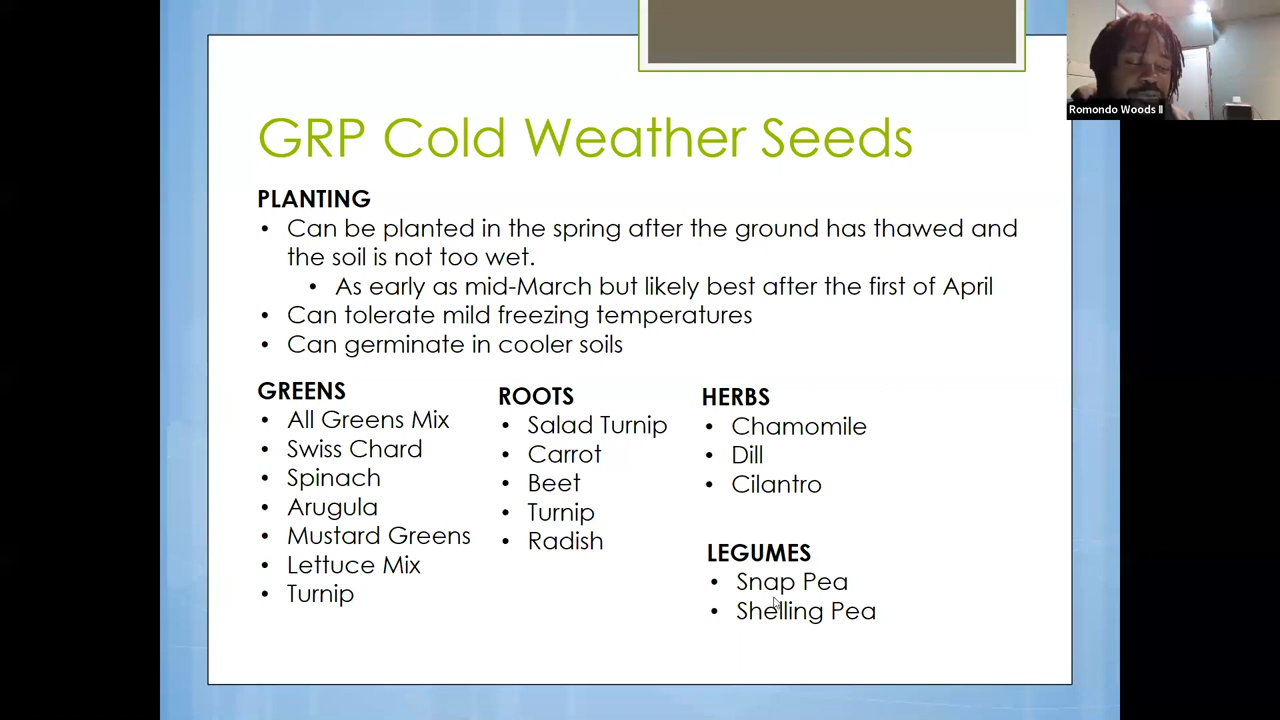 GRP Cold Weather Seeds
PLANTING
• Can be planted in the spring after the ground has thawed and
the soil is not too wet.
• As early as mid-March but likely best after the first of April
• Can tolerate mild freezing temperatures
• Can germinate in cooler soils
GREENS
• All Greens Mix
• Swiss Chard
• Spinach
• Arugula
• Mustard Greens
• Lettuce Mix
• Turnip
ROOTS
• Salad Turnip
• Carrot
• Beet
• Turnip
• Radish
HERBS
• Chamomile
• Dill
• Cilantro
LEGUMES
• Snap Pea
• Shelling Pea
Romondo Woods II